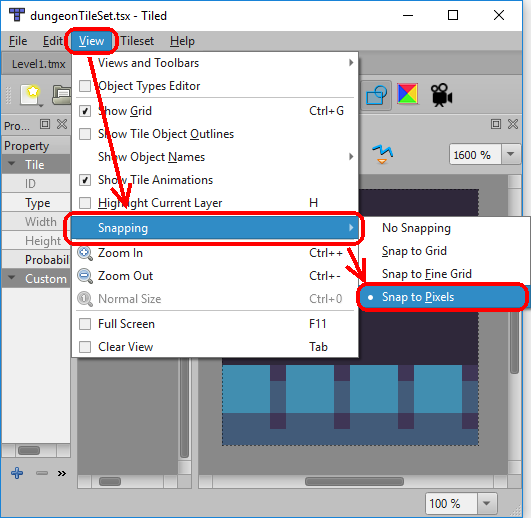 dungeonTileSet.tsx - Tiled
File Edit View Tileset Help
Level1.tmx
Views and Toolbars
Object Types Editor
Show Grid Ctrl+G
Show Tile Object Outlines
Show Object Names
Show Tile Animations
Highlight Current Layer H
Snapping
Zoom In Ctrl++
Zoom Out Ctrl+-
Normal Size Ctrl+0
Full Screen F11
Clear View Tab
No Snapping
Snap to Grid
Snap to Fine Grid
Snap to Pixels
Pro...
Property
Tile
ID
Type
Width
Height
Probabil
Custom
1600 %
»
100 %